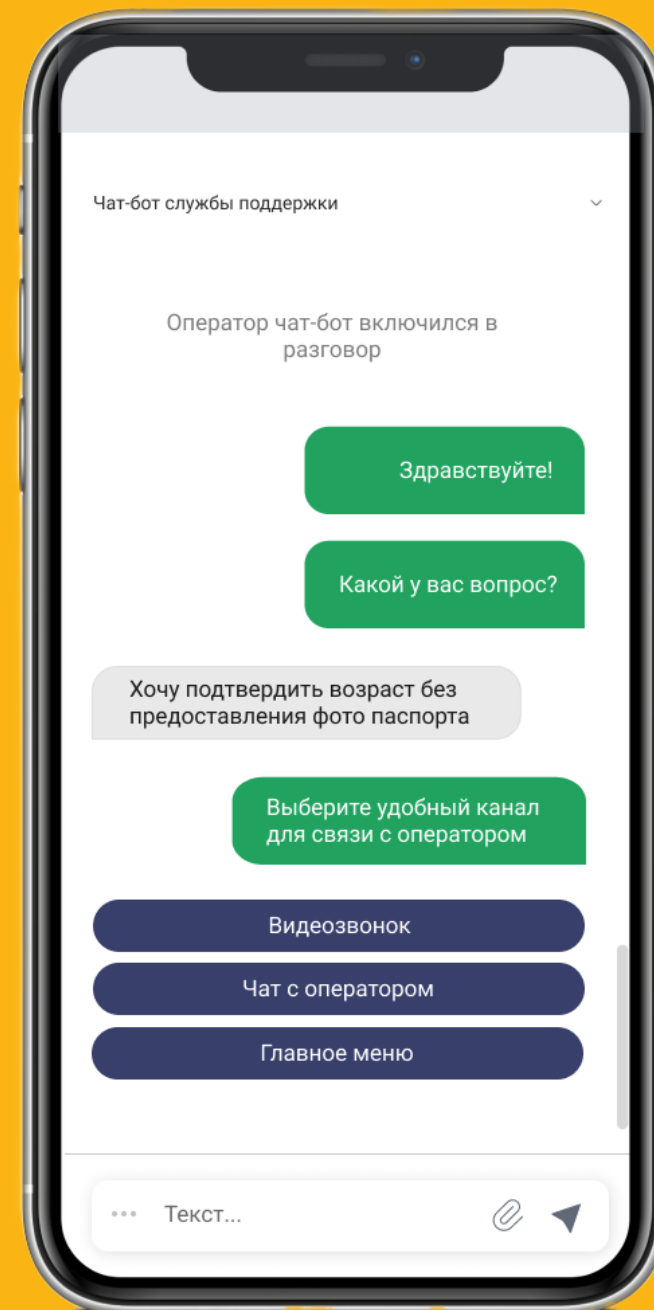 Чат-бот службы поддержки
Оператор чат-бот включился в
разговор
Здравствуйте!
Какой у вас вопрос?
Хочу подтвердить возраст без
предоставления фото паспорта
Выберите удобный канал
для связи с оператором
Видеозвонок
Чат с оператором
Главное меню
Текст...